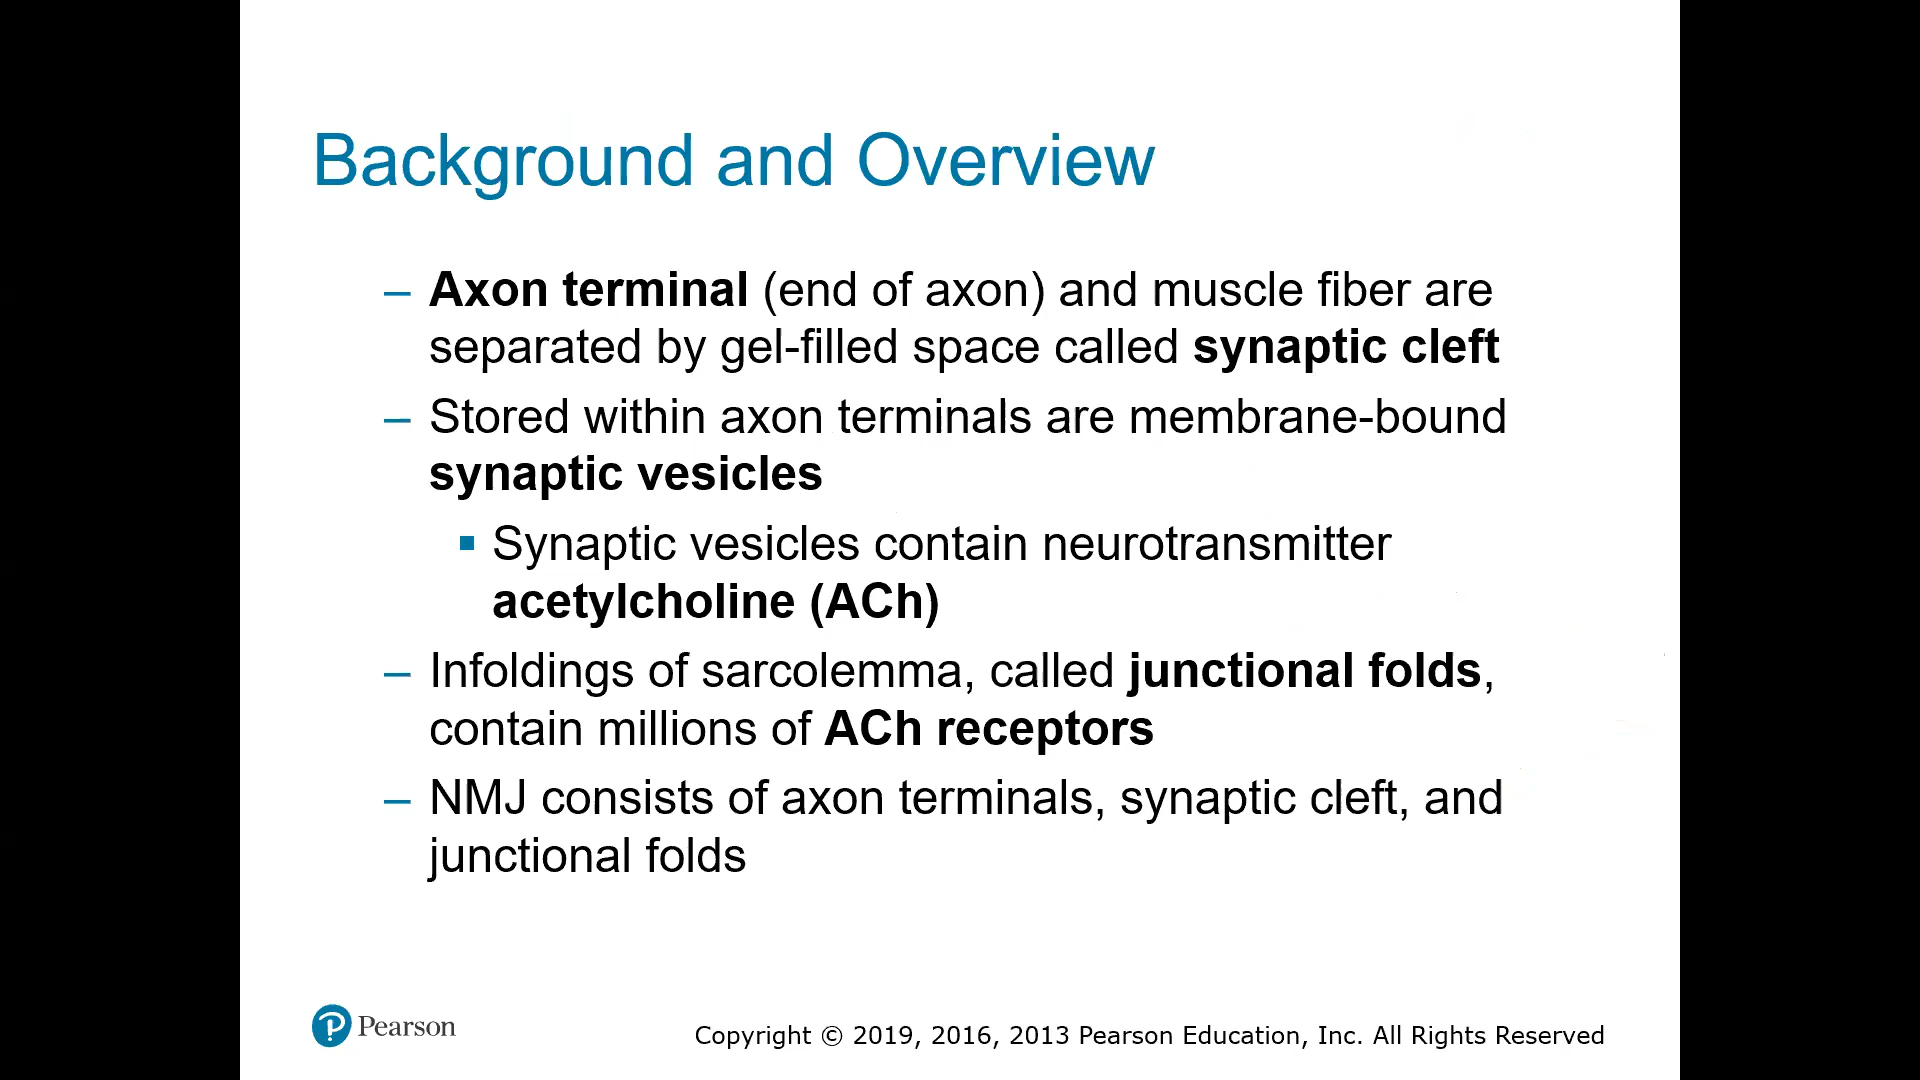 Background and Overview
– Axon terminal (end of axon) and muscle fiber are
separated by gel-filled space called synaptic cleft
– Stored within axon terminals are membrane-bound
synaptic vesicles
▪ Synaptic vesicles contain neurotransmitter
acetylcholine (ACh)
– Infoldings of sarcolemma, called junctional folds,
contain millions of ACh receptors
– NMJ consists of axon terminals, synaptic cleft, and
junctional folds
Pearson
Copyright © 2019, 2016, 2013 Pearson Education, Inc. All Rights Reserved